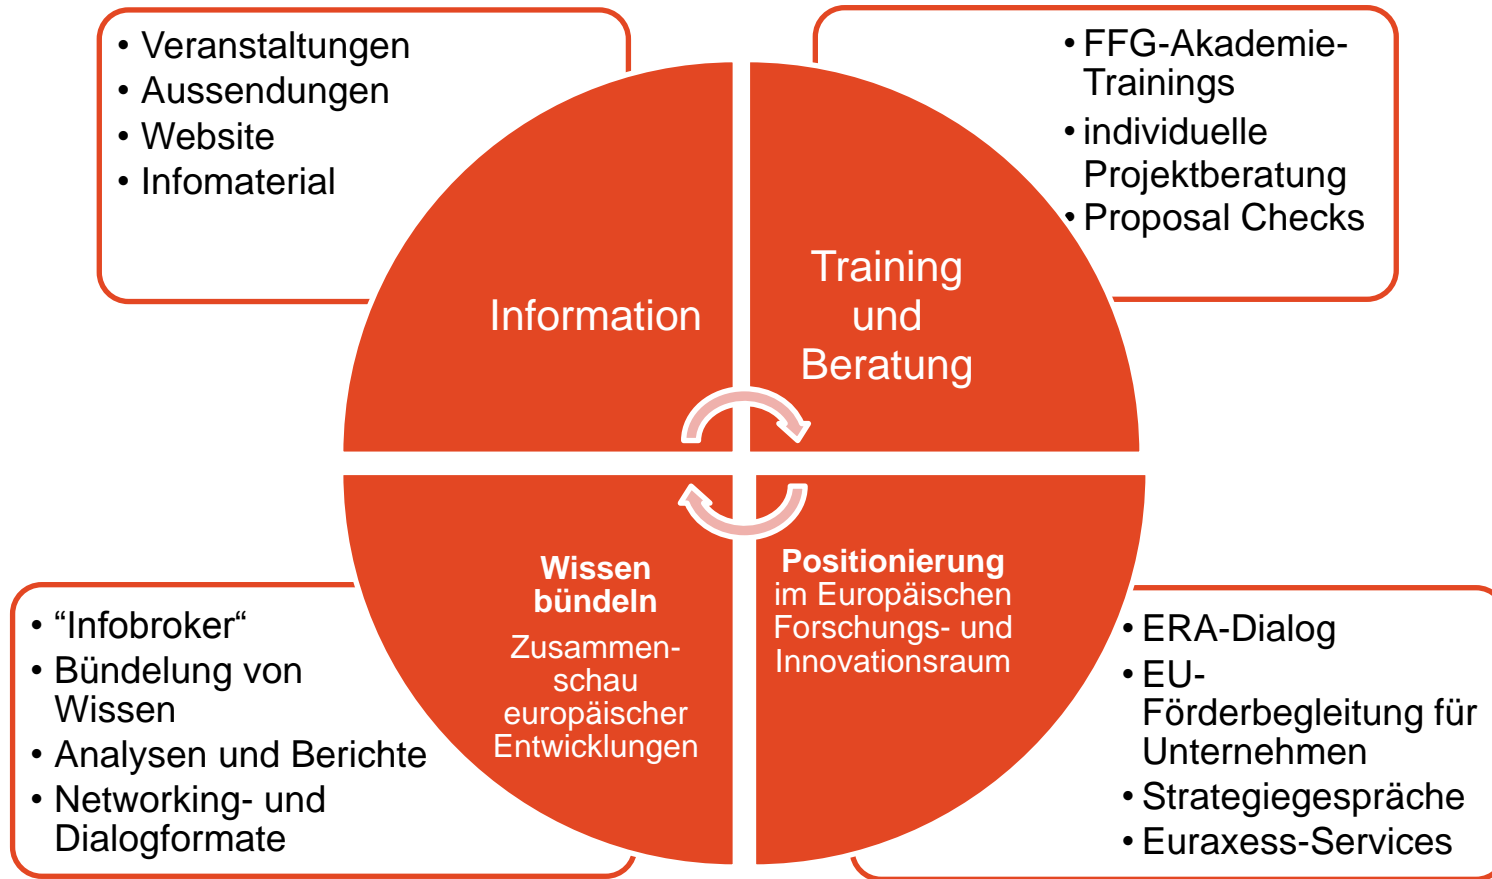 • Veranstaltungen
• Aussendungen
• Website
• Infomaterial
• FFG-Akademie-
Trainings
• individuelle
Projektberatung
• Proposal Checks
Information
Training
und
Beratung
Wissen
bündeln
Zusammen-
schau
europäischer
Entwicklungen
Positionierung
im Europäischen
Forschungs- und
Innovationsraum
• “Infobroker“
• Bündelung von
Wissen
• Analysen und Berichte
• Networking- und
Dialogformate
• ERA-Dialog
• EU-
Förderbegleitung für
Unternehmen
• Strategiegespräche
• Euraxess-Services